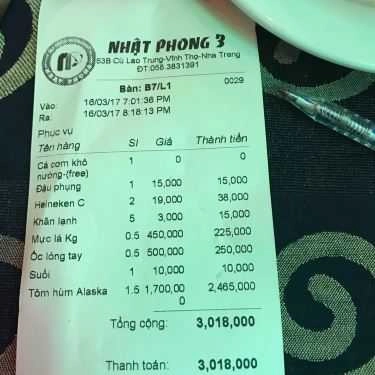 NHẬT PHONG 3
53B Cù Lao Trung-Vĩnh Thọ-Nha Trang
ĐT:058.3831391
Bàn: B7/L1 0029
Vào: 16/03/17 7:01:36 PM
Ra: 16/03/17 8:18:13 PM
Phục vụ
Tên hàng Sl Giá Thành tiền
Cá cơm khô 1 0 0
nướng-(free)
Đậu phụng 1 15,000 15,000
Heineken C 2 19,000 38,000
Khăn lạnh 5 3,000 15,000
Mực lá Kg 0.5 450,000 225,000
Ốc lóng tay 0.5 500,000 250,000
Suối 1 10,000 10,000
Tôm hùm Alaska 1.5 1,700,00 2,465,000
0
Tổng cộng: 3,018,000
Thanh toán: 3,018,000